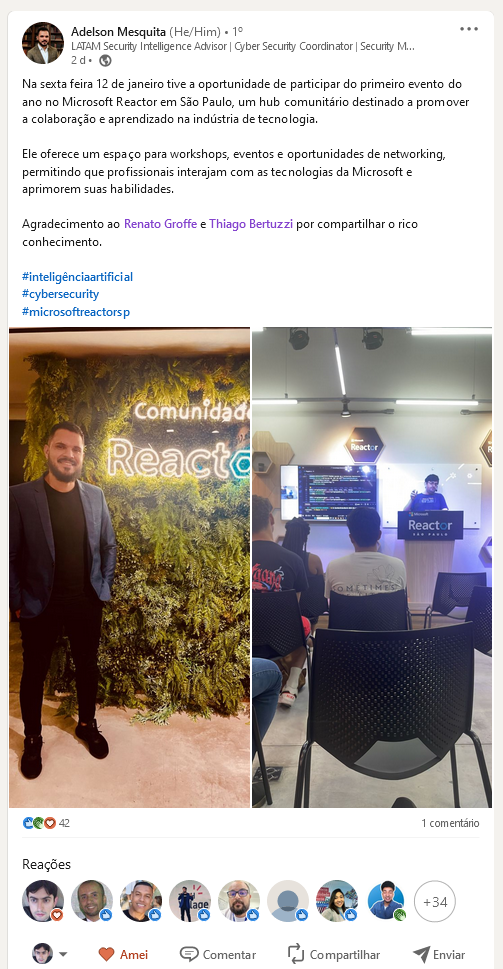 Adelson Mesquita (He/Him) • 1º
LATAM Security Intelligence Advisor | Cyber Security Coordinator | Security M...
2 d •
Na sexta feira 12 de janeiro tive a oportunidade de participar do primeiro evento do
ano no Microsoft Reactor em São Paulo, um hub comunitário destinado a promover
a colaboração e aprendizado na indústria de tecnologia.
Ele oferece um espaço para workshops, eventos e oportunidades de networking,
permitindo que profissionais interajam com as tecnologias da Microsoft e
aprimorem suas habilidades.
Agradecimento ao Renato Groffe e Thiago Bertuzzi por compartilhar o rico
conhecimento.
#inteligênciaartificial
#cybersecurity
#microsoftreactorsp
Comunidade
Reacto
Reactor
Microsoft
Reactor
SÃO PAULO
42
1 comentário
Reações
+34
Amei
Comentar
Compartilhar
Enviar